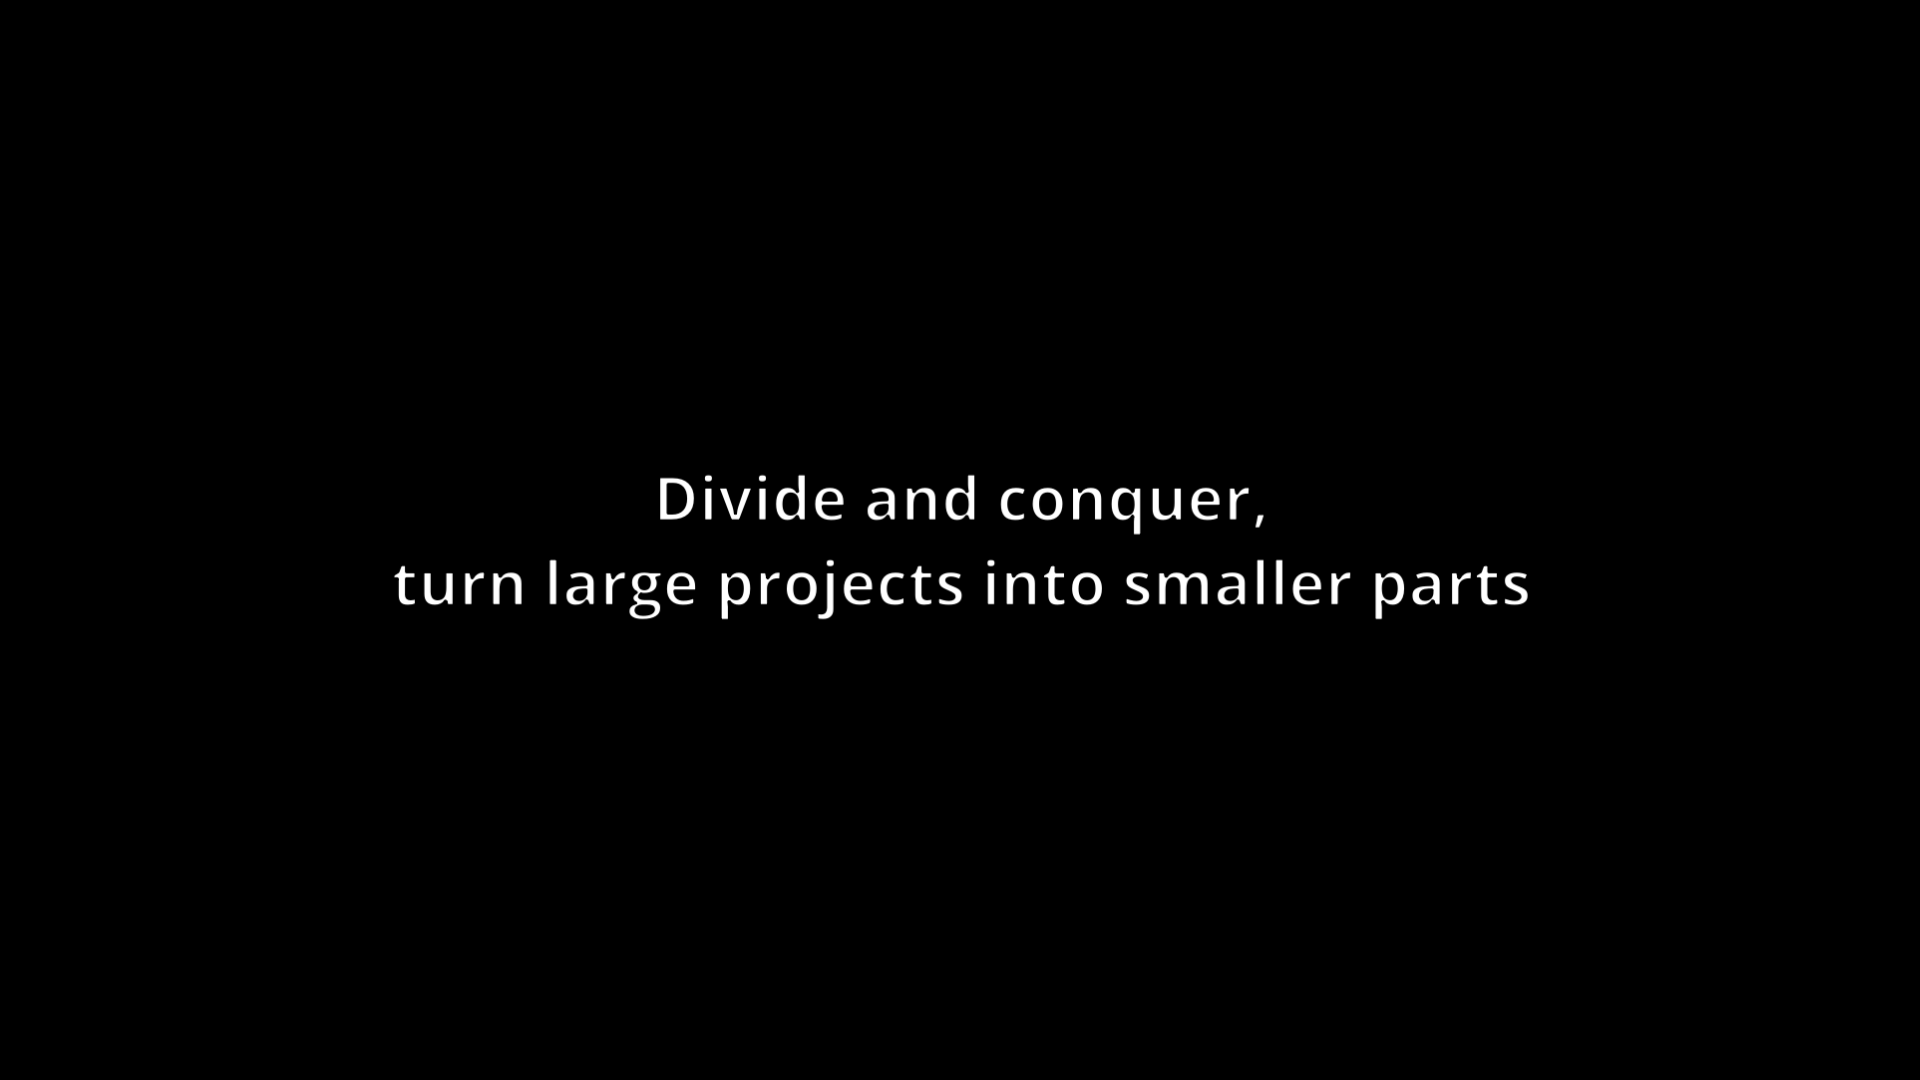 Divide and conquer,
turn large projects into smaller parts